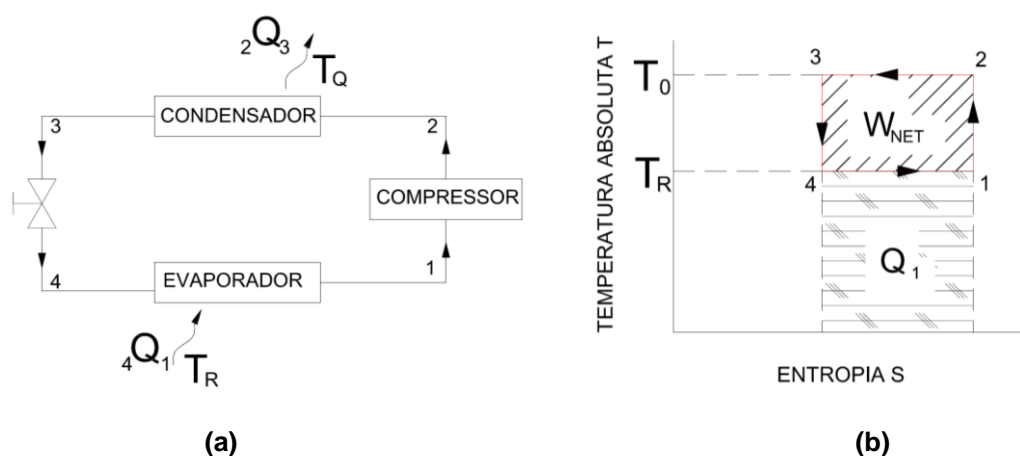 ₂Q₃
T_Q
CONDENSADOR
3
2
COMPRESSOR
4
EVAPORADOR
1
₄Q₁
T_R
(a)
TEMPERATURA ABSOLUTA T
T₀
3
2
W_NET
T_R
4
1
Q₁
ENTROPIA S
(b)